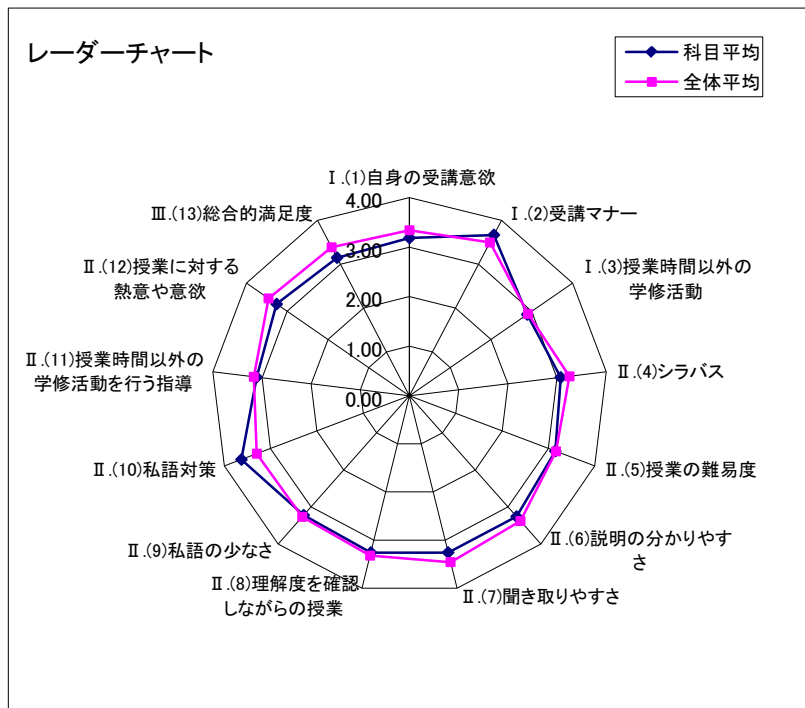 レーダーチャート
科目平均
全体平均
Ⅰ.(1)自身の受講意欲
Ⅰ.(2)受講マナー
Ⅰ.(3)授業時間以外の
学修活動
Ⅱ.(4)シラバス
Ⅱ.(5)授業の難易度
Ⅱ.(6)説明の分かりやす
さ
Ⅱ.(7)聞き取りやすさ
Ⅱ.(8)理解度を確認
しながらの授業
Ⅱ.(9)私語の少なさ
Ⅱ.(10)私語対策
Ⅱ.(11)授業時間以外の
学修活動を行う指導
Ⅱ.(12)授業に対する
熱意や意欲
Ⅲ.(13)総合的満足度
4.00
3.00
2.00
1.00
0.00